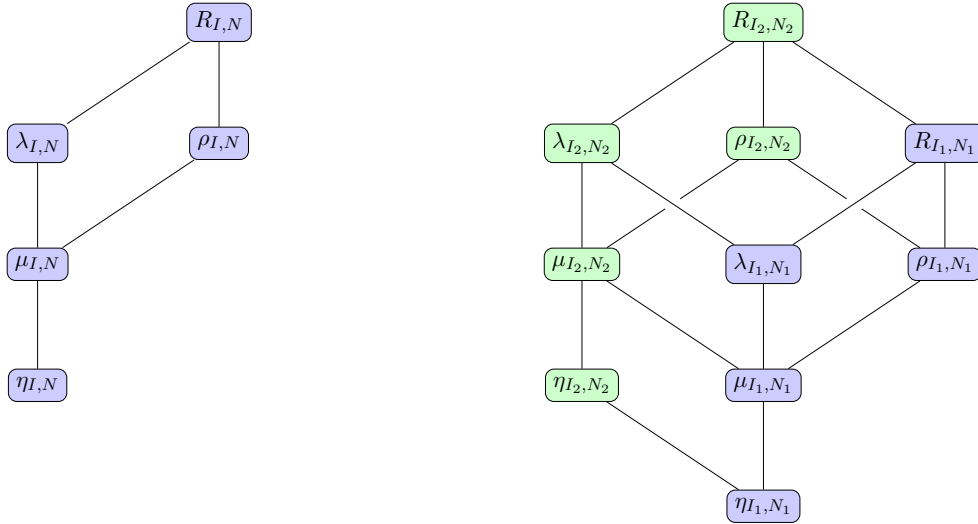 R_{I,N}
λ_{I,N}
ρ_{I,N}
μ_{I,N}
η_{I,N}
R_{I_2,N_2}
λ_{I_2,N_2}
ρ_{I_2,N_2}
R_{I_1,N_1}
μ_{I_2,N_2}
λ_{I_1,N_1}
ρ_{I_1,N_1}
η_{I_2,N_2}
μ_{I_1,N_1}
η_{I_1,N_1}